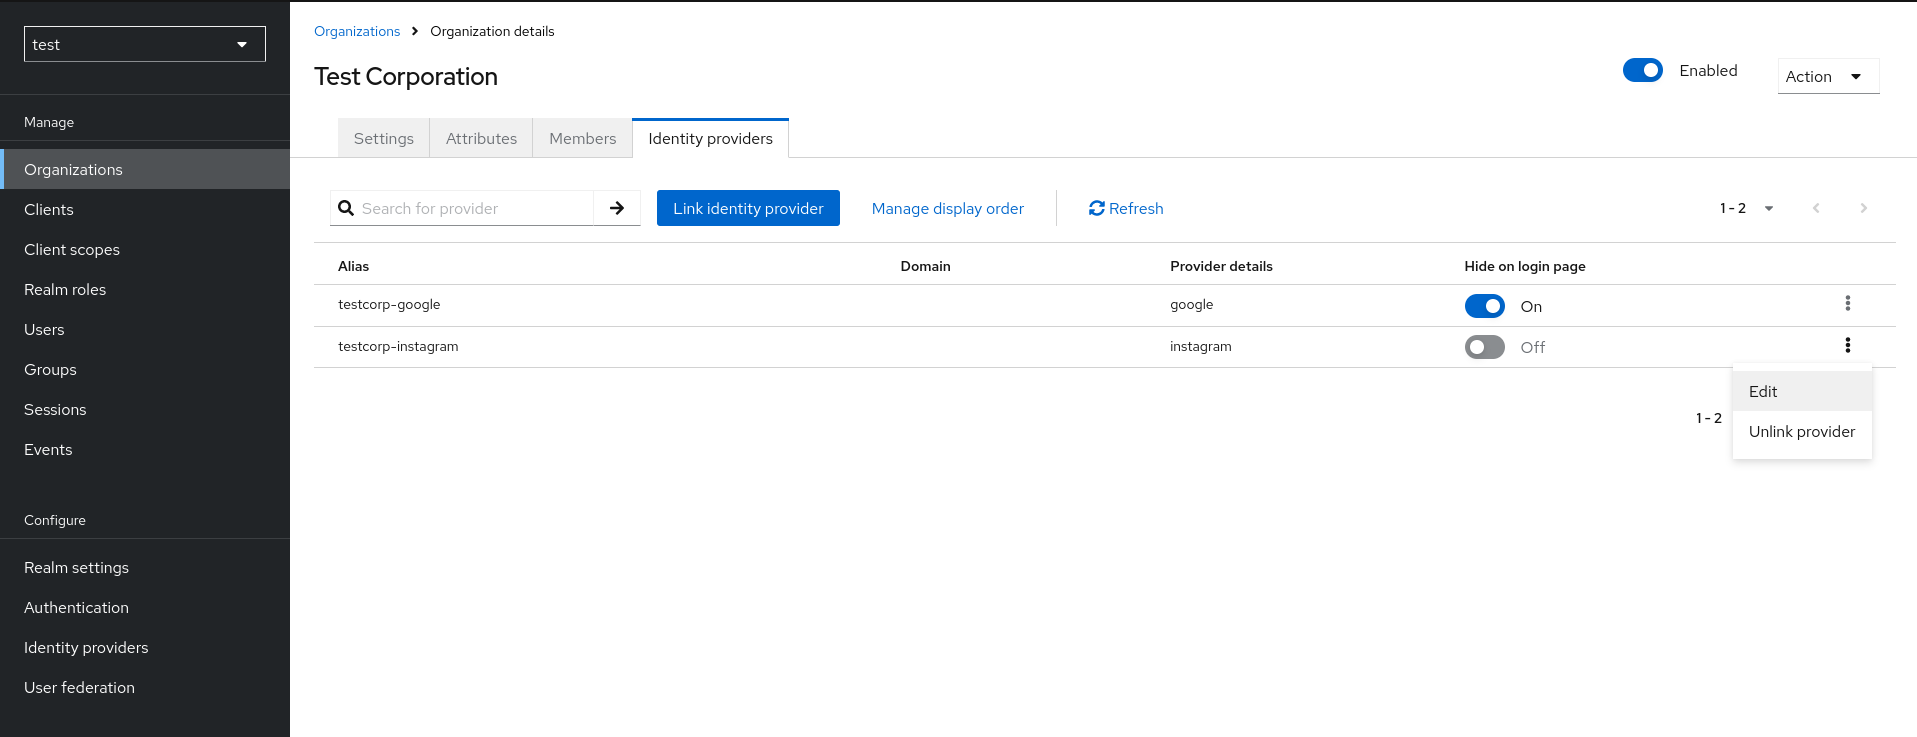 test
Manage
Organizations
Clients
Client scopes
Realm roles
Users
Groups
Sessions
Events
Configure
Realm settings
Authentication
Identity providers
User federation
Organizations Organization details
Test Corporation
Enabled
Action
Settings Attributes Members Identity providers
Search for provider Link identity provider Manage display order Refresh 1 - 2
Alias Domain Provider details Hide on login page
testcorp-google google On
testcorp-instagram instagram Off
Edit
Unlink provider
1 - 2